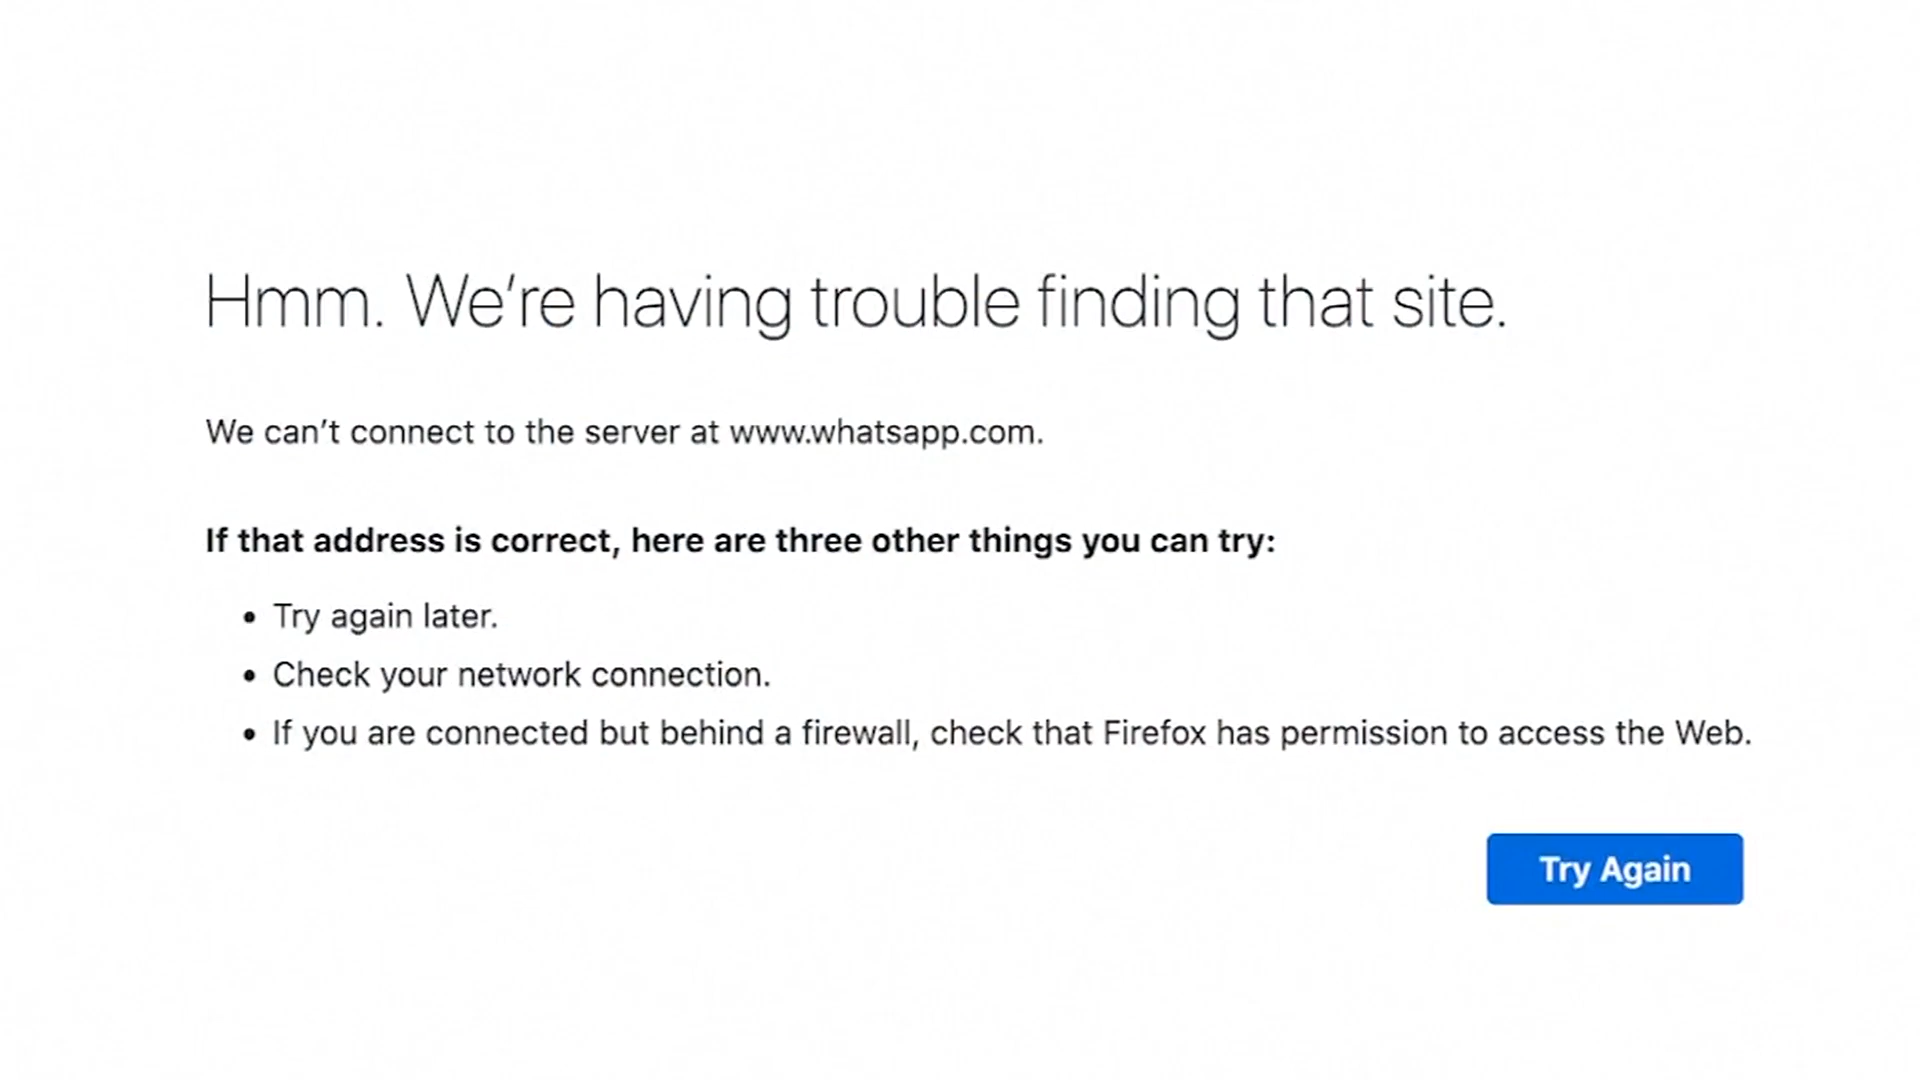 Hmm. We’re having trouble finding that site.
We can’t connect to the server at www.whatsapp.com.
If that address is correct, here are three other things you can try:
• Try again later.
• Check your network connection.
• If you are connected but behind a firewall, check that Firefox has permission to access the Web.
Try Again